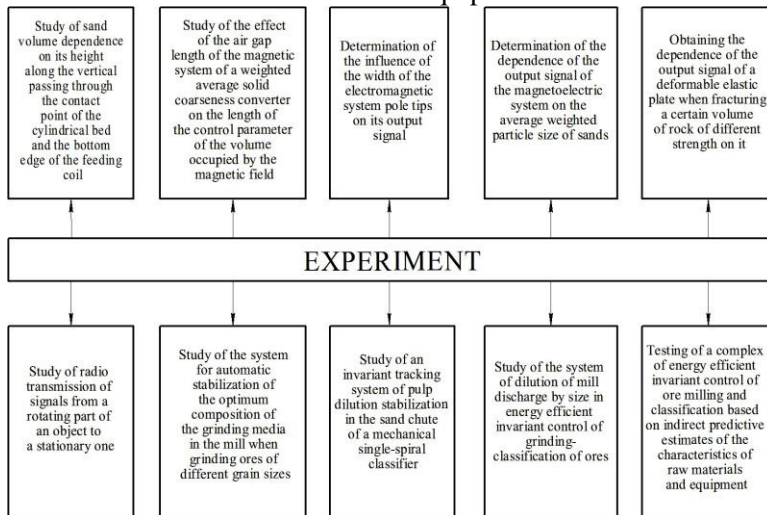 Study of sand
volume dependence
on its height
along the vertical
passing through
the contact
point of the
cylindrical bed
and the bottom
edge of the feeding
coil
Study of the effect
of the air gap
length of the magnetic
system of a weighted
average solid
coarseness converter
on the length of
the control parameter
of the volume
occupied by the
magnetic field
Determination of
the influence of
the width of the
electromagnetic
system pole tips
on its output
signal
Determination of the
dependence of the
output signal of
the magnetoelectric
system on the
average weighted
particle size of sands
Obtaining the
dependence of the
output signal of a
deformable elastic
plate when fracturing
a certain volume
of rock of different
strength on it
EXPERIMENT
Study of radio
transmission of
signals from a
rotating part of
an object to
a stationary one
Study of the system
for automatic
stabilization of
the optimum
composition of
the grinding media
in the mill when
grinding ores of
different grain sizes
Study of an
invariant tracking
system of pulp
dilution stabilization
in the sand chute
of a mechanical
single-spiral
classifier
Study of the system
of dilution of mill
discharge by size in
energy efficient
invariant control of
grinding-
classification of ores
Testing of a complex
of energy efficient
invariant control of
ore milling and
classification based
on indirect predictive
estimates of the
characteristics of
raw materials
and equipment